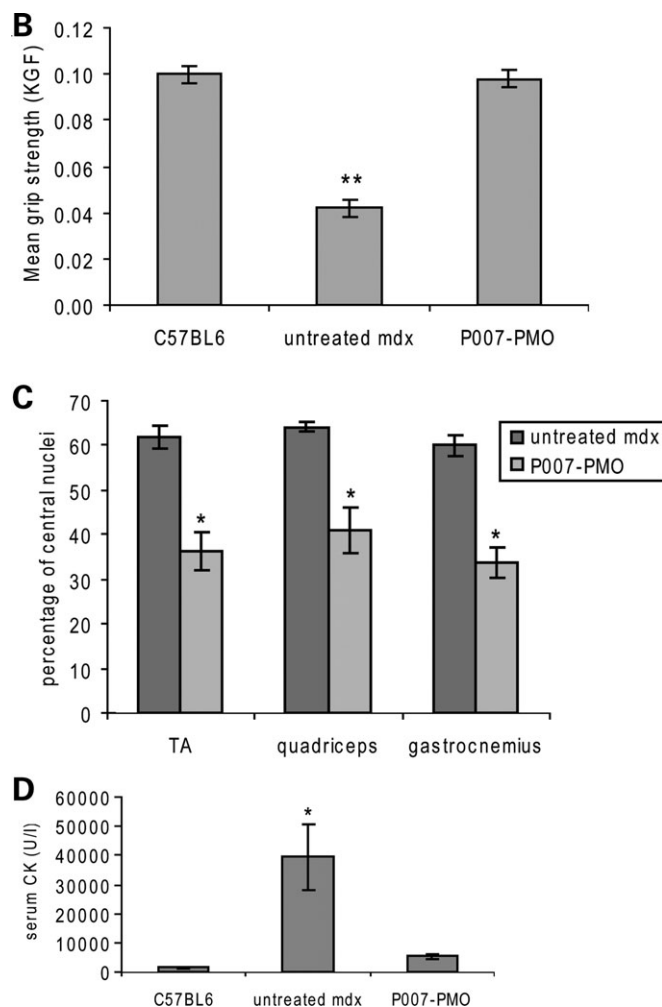 B
Mean grip strength (KGF)
0.12
0.10
0.08
0.06
0.04
0.02
0.00
**
C57BL6 untreated mdx P007-PMO
C
percentage of central nuclei
70
60
50
40
30
20
10
0
* * *
untreated mdx
P007-PMO
TA quadriceps gastrocnemius
D
serum CK (U/l)
60000
50000
40000
30000
20000
10000
0
*
C57BL6 untreated mdx P007-PMO